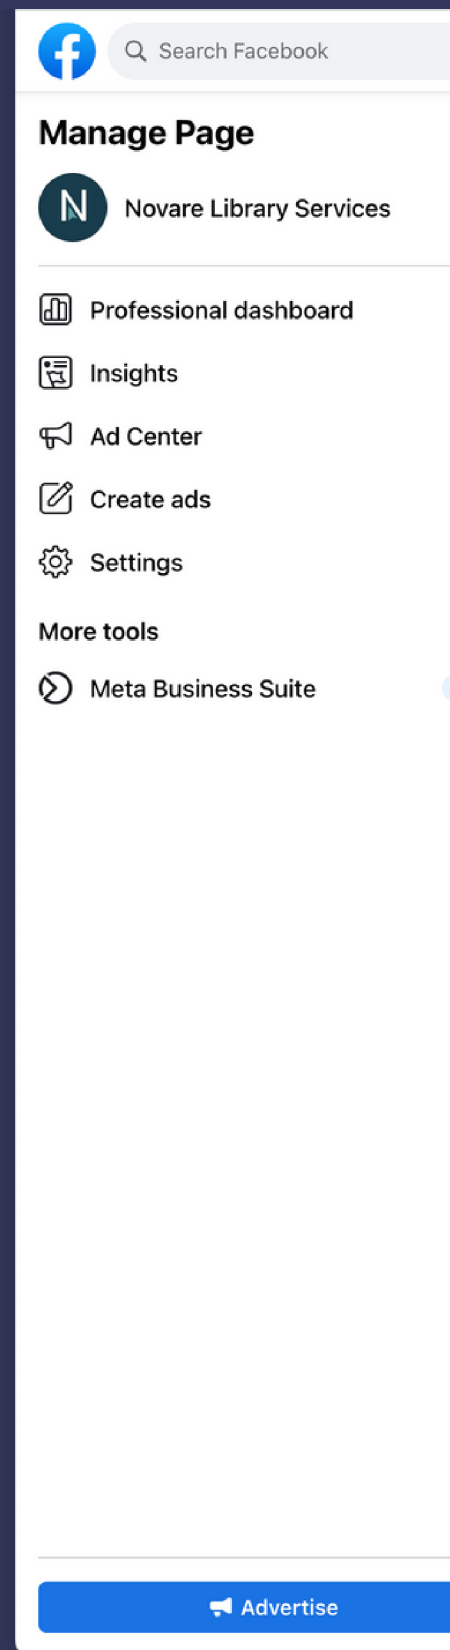 Search Facebook
Manage Page
N Novare Library Services
Professional dashboard
Insights
Ad Center
Create ads
Settings
More tools
Meta Business Suite
Advertise